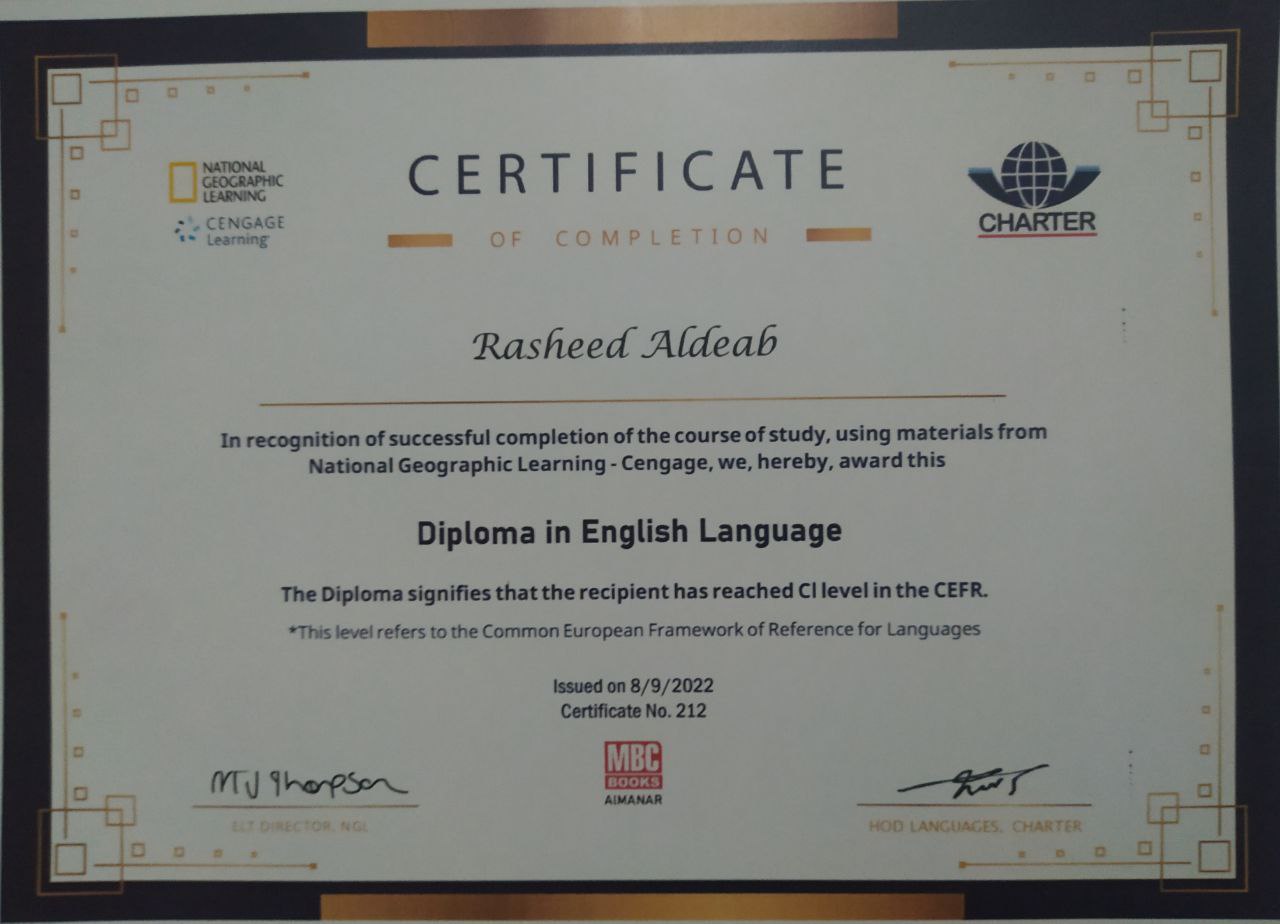 NATIONAL
GEOGRAPHIC
LEARNING
CENGAGE
Learning
CERTIFICATE
OF COMPLETION
CHARTER
Rasheed Aldeab
In recognition of successful completion of the course of study, using materials from
National Geographic Learning - Cengage, we, hereby, award this
Diploma in English Language
The Diploma signifies that the recipient has reached Cl level in the CEFR.
*This level refers to the Common European Framework of Reference for Languages
Issued on 8/9/2022
Certificate No. 212
MTJ Thompson
ELT DIRECTOR, NGL
MBC
BOOKS
AlMANAR
HOD LANGUAGES, CHARTER